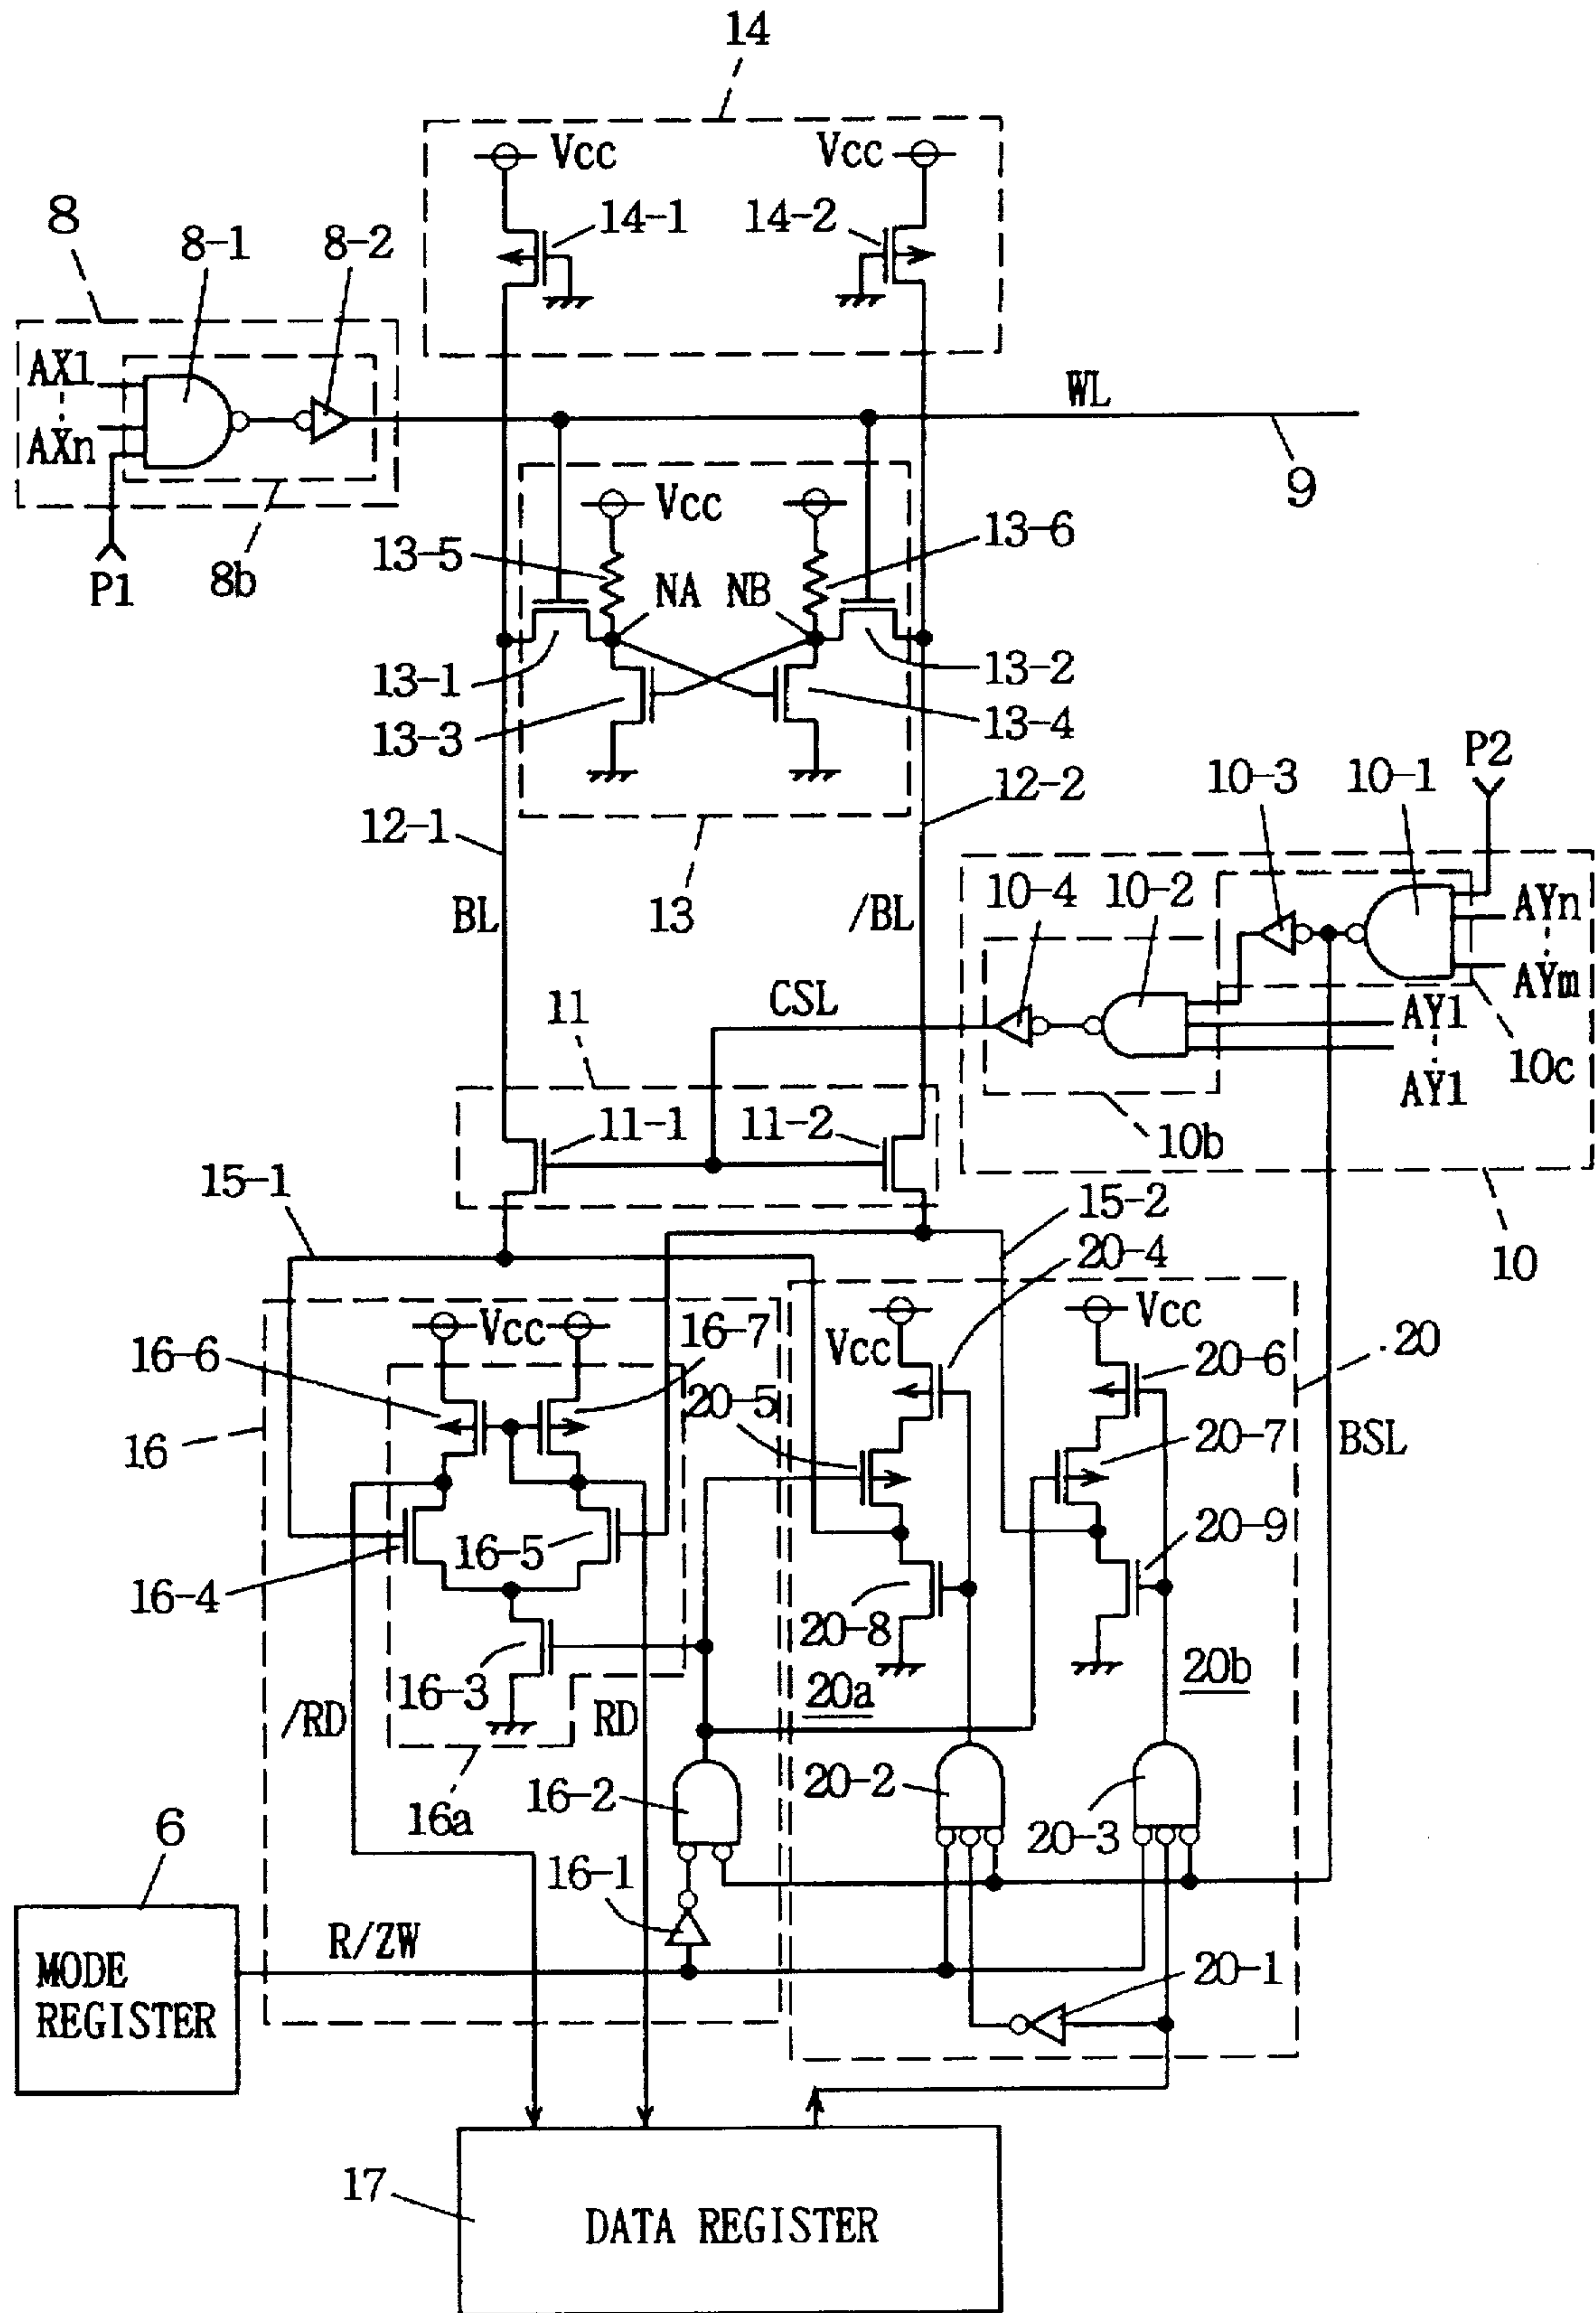 14
Vcc Vcc
14-1 14-2
8
8-1 8-2
AX1
AXn
P1
8b
WL
9
Vcc
13-5 13-6
NA NB
13-1 13-2
13-3 13-4
12-1 12-2
13
BL /BL
P2
10-3 10-1
10-4 10-2
AYn
AYm
AY1
AY1
10c
10b
10
CSL
11
11-1 11-2
15-1 15-2
20-4
Vcc 16-7 Vcc Vcc
16-6 20-6
20
16 20-5 20-7
BSL
16-5 20-9
16-4
20-8
16-3
20a 20b
/RD RD
16a 16-2 20-2 20-3
6
16-1
R/ZW
20-1
MODE
REGISTER
17
DATA REGISTER